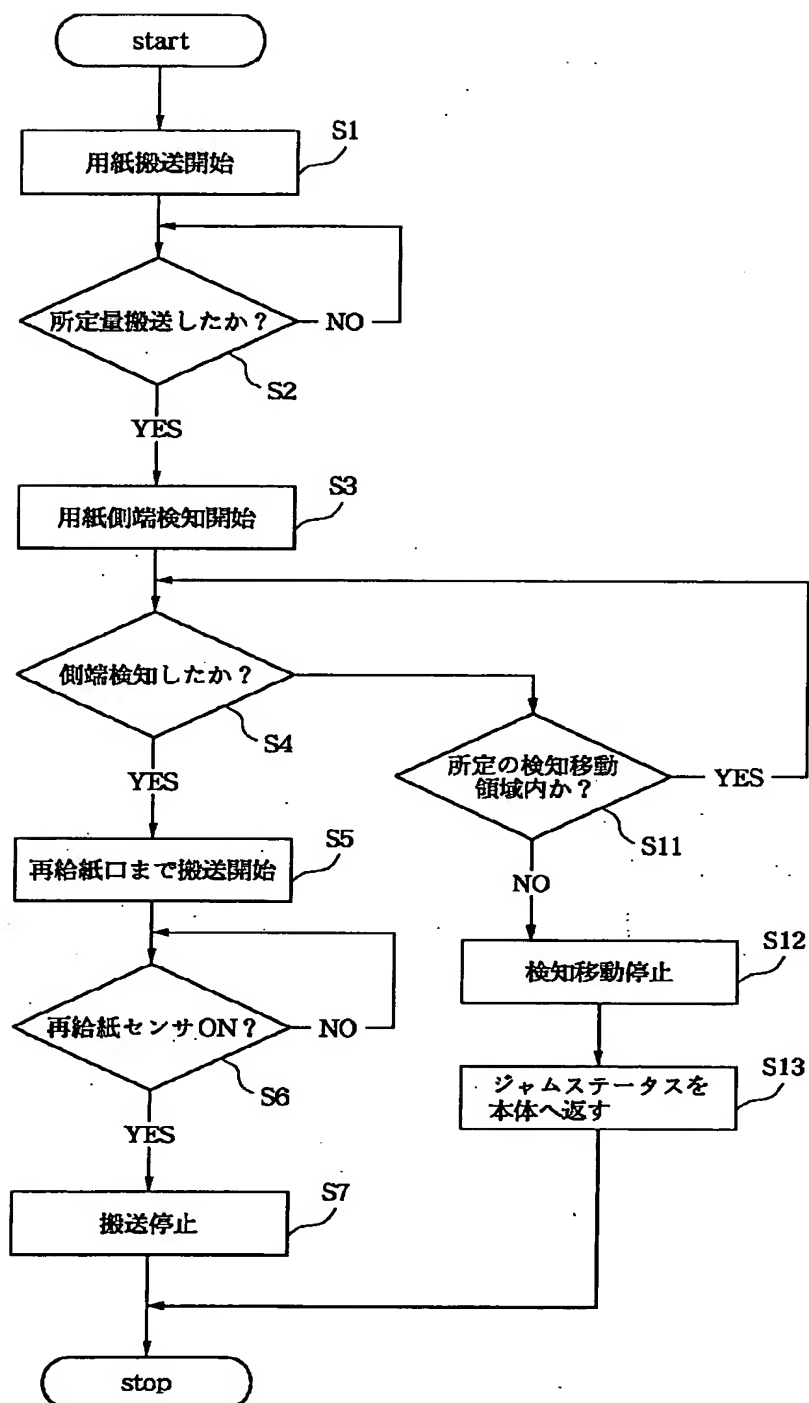 start
S1
用紙搬送開始
所定量搬送したか？
NO
S2
YES
S3
用紙側端検知開始
側端検知したか？
S4
YES
所定の検知移動
領域内か？
YES
S11
NO
S5
再給紙口まで搬送開始
S12
検知移動停止
再給紙センサON？
NO
S6
YES
S13
ジャムステータスを
本体へ返す
S7
搬送停止
stop